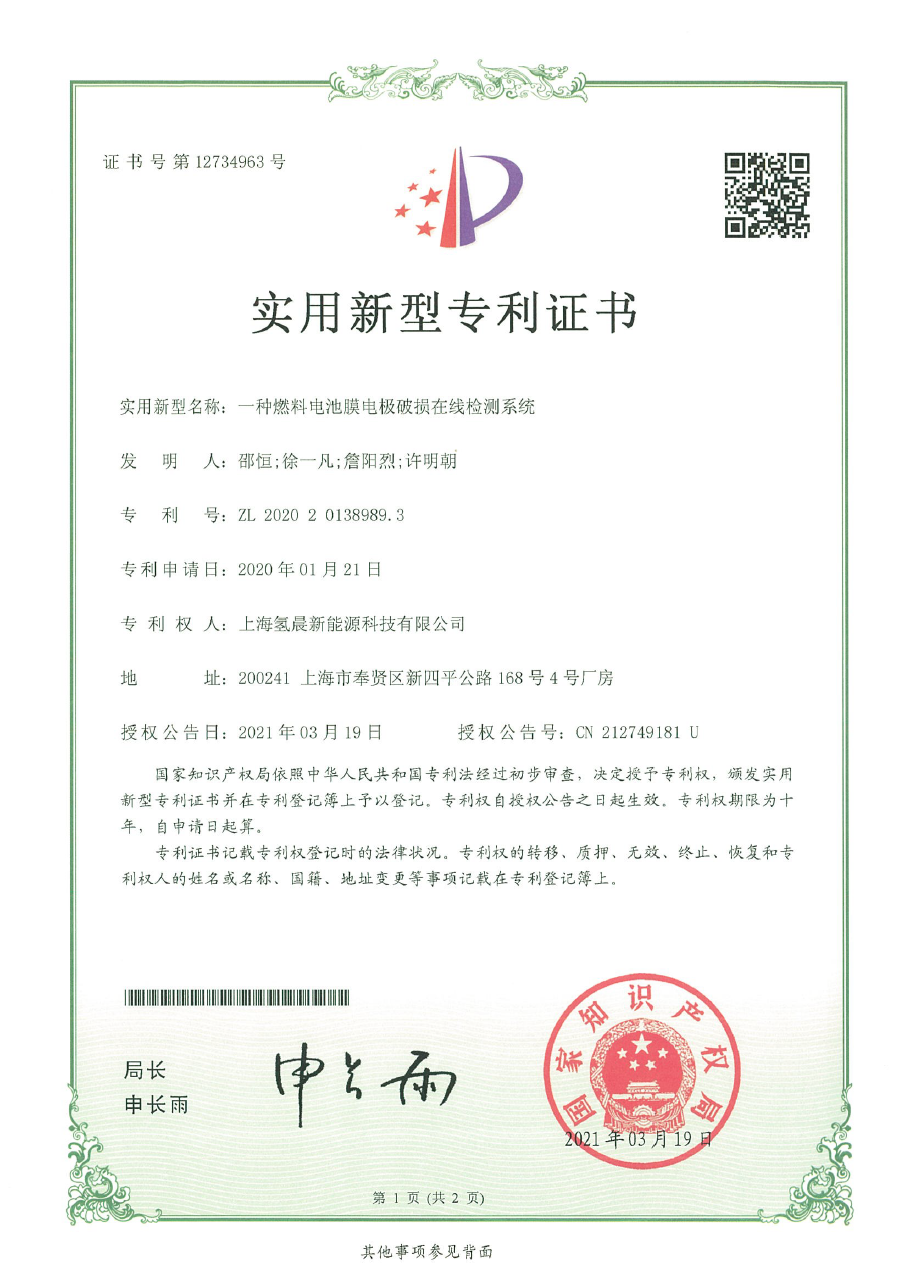 证书号第12734963号
实用新型专利证书
实用新型名称：一种燃料电池膜电极破损在线检测系统
发明人：邵恒;徐一凡;詹阳烈;许明朝
专利号：ZL 2020 2 0138989.3
专利申请日：2020年01月21日
专利权人：上海氢晨新能源科技有限公司
地址：200241 上海市奉贤区新四平公路168号4号厂房
授权公告日：2021年03月19日 授权公告号：CN 212749181 U
国家知识产权局依照中华人民共和国专利法经过初步审查，决定授予专利权，颁发实用
新型专利证书并在专利登记簿上予以登记。专利权自授权公告之日起生效。专利权期限为十
年，自申请日起算。
专利证书记载专利权登记时的法律状况。专利权的转移、质押、无效、终止、恢复和专
利权人的姓名或名称、国籍、地址变更等事项记载在专利登记簿上。
局长
申长雨
申长雨
国家知识产权局
2021年03月19日
第 1 页 (共 2 页)
其他事项参见背面